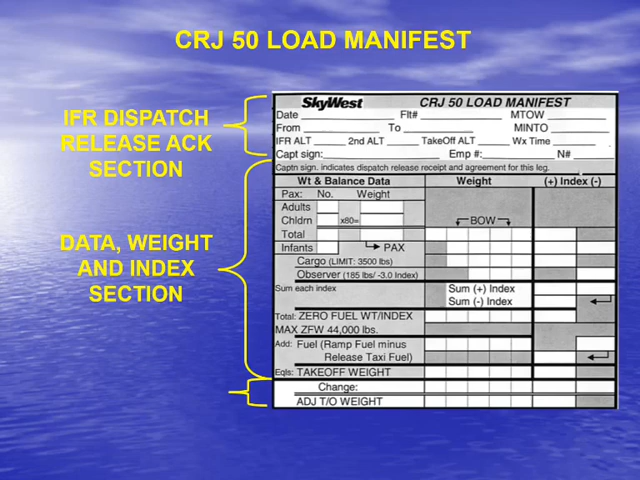 CRJ 50 LOAD MANIFEST
IFR DISPATCH
RELEASE ACK
SECTION
DATA, WEIGHT
AND INDEX
SECTION
SkyWest CRJ 50 LOAD MANIFEST
Date Flt# MTOW
From To MINTO
IFR ALT 2nd ALT TakeOff ALT Wx Time
Capt sign: Emp #: N#
Captn sign. indicates dispatch release receipt and agreement for this leg.
Wt & Balance Data Weight (+) Index (-)
Pax: No. Weight
Adults
Chldrn x80= BOW
Total
Infants PAX
Cargo (LIMIT: 3500 lbs)
Observer (185 lbs/ -3.0 Index)
Sum each index Sum (+) Index
Sum (-) Index
Total: ZERO FUEL WT/INDEX
MAX ZFW 44,000 lbs.
Add: Fuel (Ramp Fuel minus
Release Taxi Fuel)
Eqls: TAKEOFF WEIGHT
Change:
ADJ T/O WEIGHT